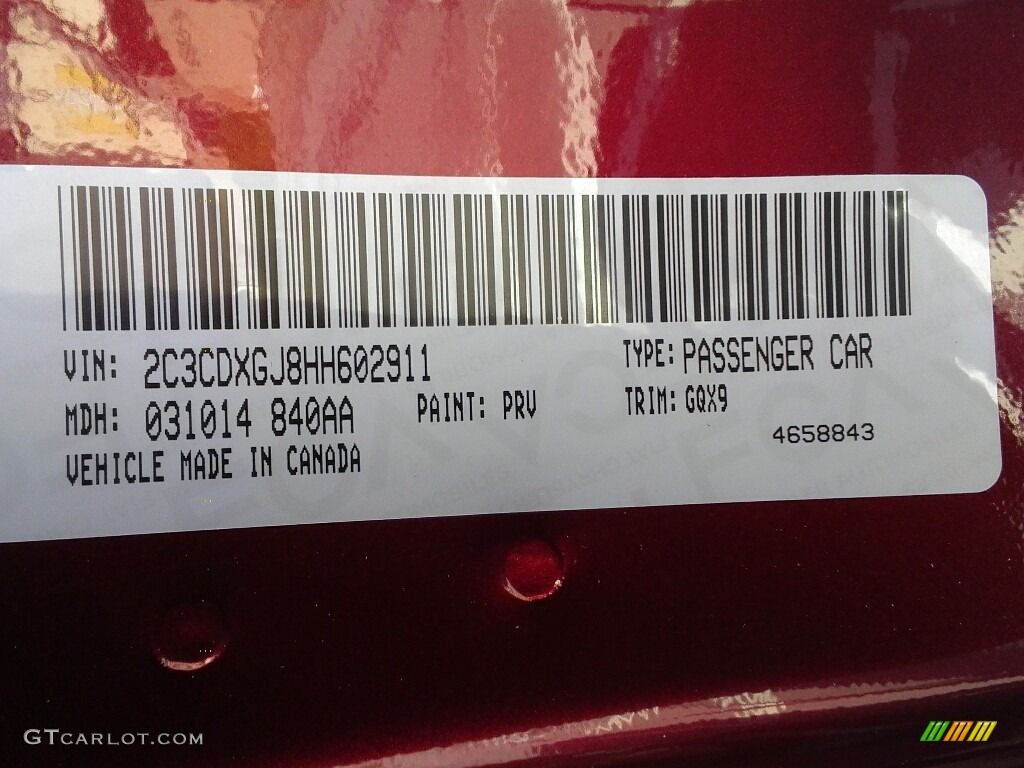 VIN: 2C3CDXGJ8HH602911 TYPE: PASSENGER CAR
MDH: 031014 840AA PAINT: PRV TRIM: GQX9
4658843
VEHICLE MADE IN CANADA
GTCARLOT.COM